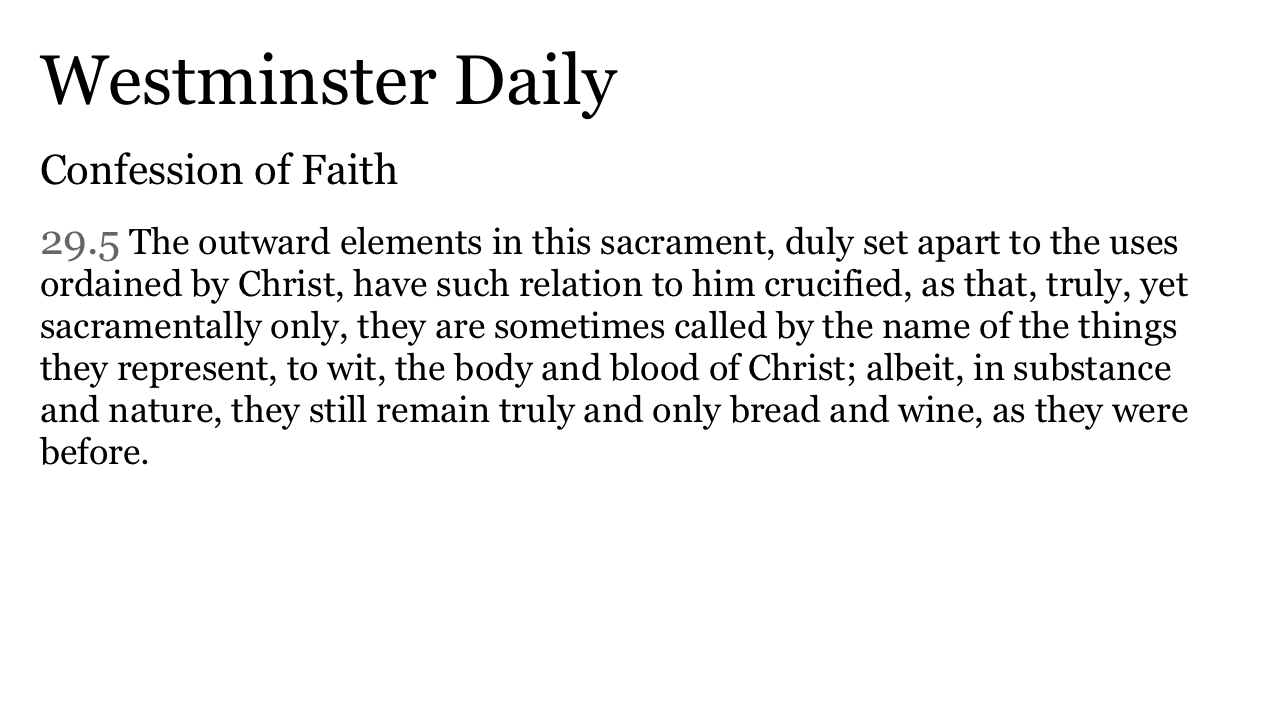 Westminster Daily
Confession of Faith
29.5 The outward elements in this sacrament, duly set apart to the uses
ordained by Christ, have such relation to him crucified, as that, truly, yet
sacramentally only, they are sometimes called by the name of the things
they represent, to wit, the body and blood of Christ; albeit, in substance
and nature, they still remain truly and only bread and wine, as they were
before.